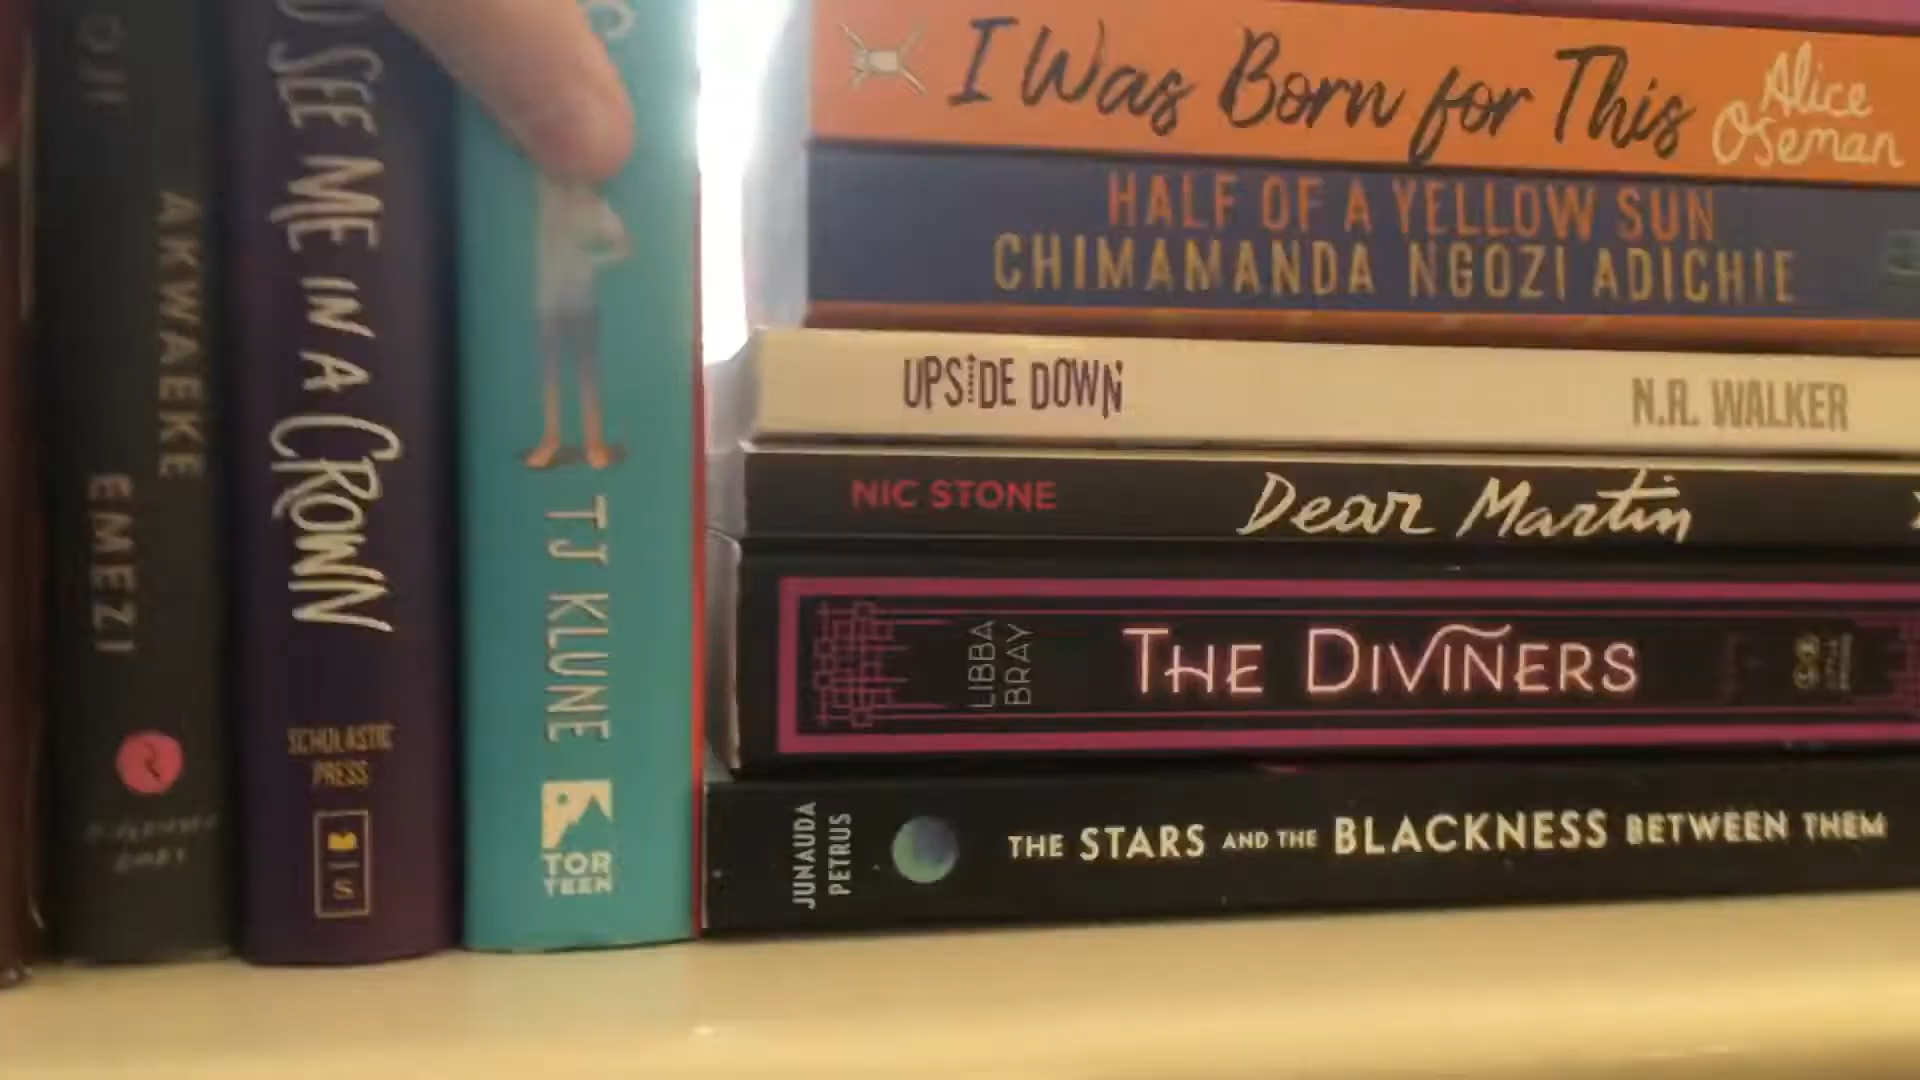 OJI
AKWAEKE
EMEZI
SEE ME IN A CROWN
SCHOLASTIC
PRESS
S
TJ KLUNE
TOR
TEEN
I Was Born for This
Alice
Oseman
HALF OF A YELLOW SUN
CHIMAMANDA NGOZI ADICHIE
UPSIDE DOWN
N.R. WALKER
NIC STONE
Dear Martin
LIBBA
BRAY
THE DIVINERS
JUNAUDA
PETRUS
THE STARS AND THE BLACKNESS BETWEEN THEM